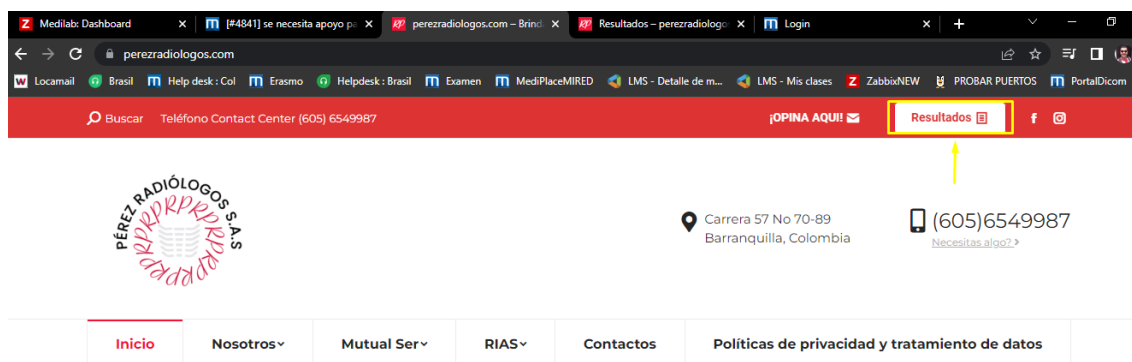 Z Medilab: Dashboard
[#4841] se necesita apoyo pa
RP perezradiologos.com – Brind
RP Resultados – perezradiologo
Login
perezradiologos.com
W Locamail Brasil Help desk : Col Erasmo Helpdesk : Brasil Examen MediPlaceMIRED LMS - Detalle de m... LMS - Mis clases Z ZabbixNEW PROBAR PUERTOS PortalDicom
Buscar Teléfono Contact Center (605) 6549987 ¡OPINA AQUI! Resultados
PÉREZ RADIÓLOGOS S.A.S
RPRPRPRPRPRPRP
Carrera 57 No 70-89
Barranquilla, Colombia
(605)6549987
Necesitas algo?
Inicio Nosotros Mutual Ser RIAS Contactos Políticas de privacidad y tratamiento de datos